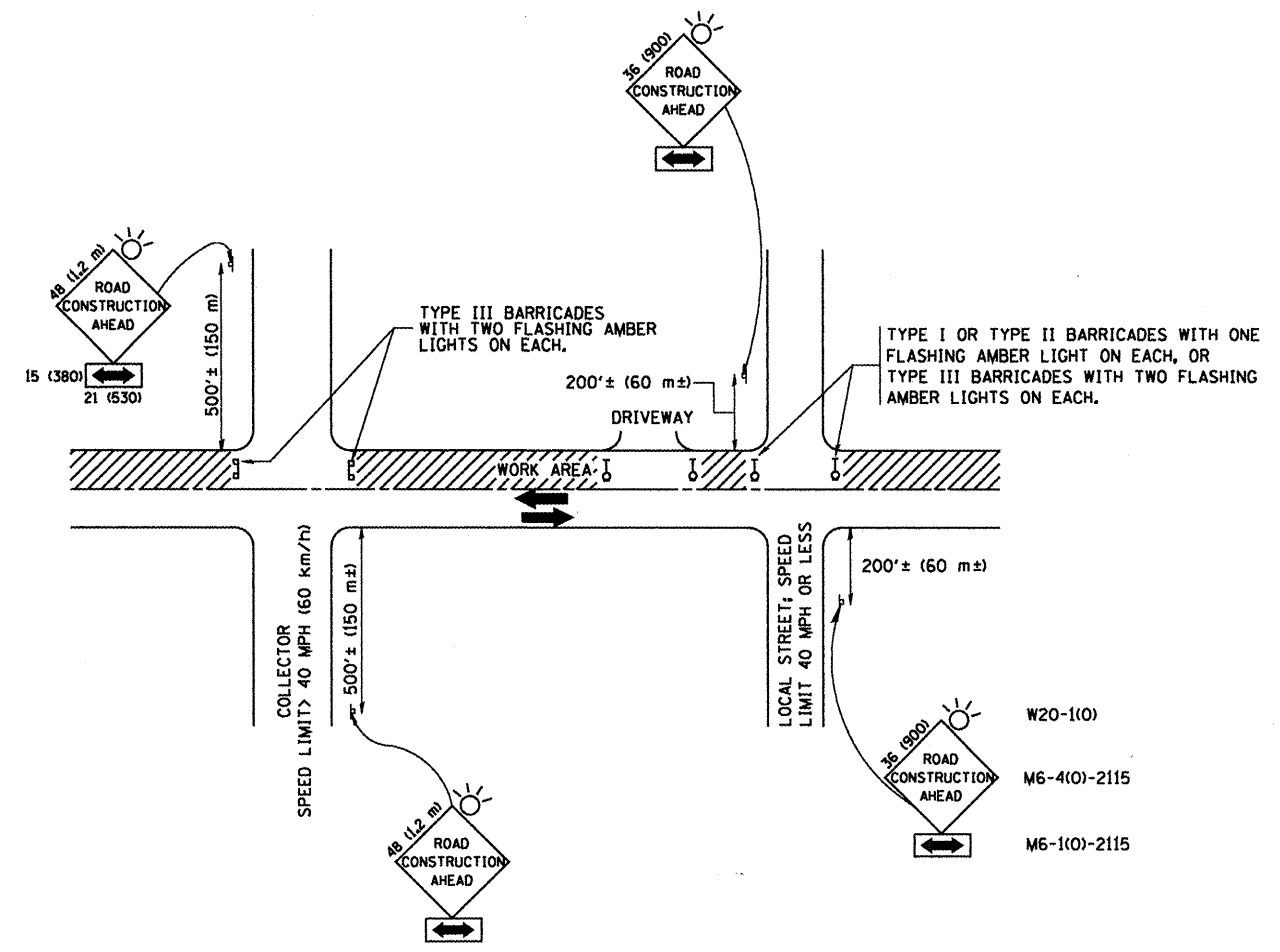 36 (900)
ROAD
CONSTRUCTION
AHEAD
48 (1.2 m)
ROAD
CONSTRUCTION
AHEAD
15 (380)
21 (530)
500'± (150 m)
TYPE III BARRICADES
WITH TWO FLASHING AMBER
LIGHTS ON EACH.
200'± (60 m±)
DRIVEWAY
TYPE I OR TYPE II BARRICADES WITH ONE
FLASHING AMBER LIGHT ON EACH, OR
TYPE III BARRICADES WITH TWO FLASHING
AMBER LIGHTS ON EACH.
WORK AREA
COLLECTOR
SPEED LIMIT> 40 MPH (60 km/h)
500'± (150 m±)
LOCAL STREET; SPEED
LIMIT 40 MPH OR LESS
200'± (60 m±)
48 (1.2 m)
ROAD
CONSTRUCTION
AHEAD
36 (900)
ROAD
CONSTRUCTION
AHEAD
W20-1(O)
M6-4(O)-2115
M6-1(O)-2115